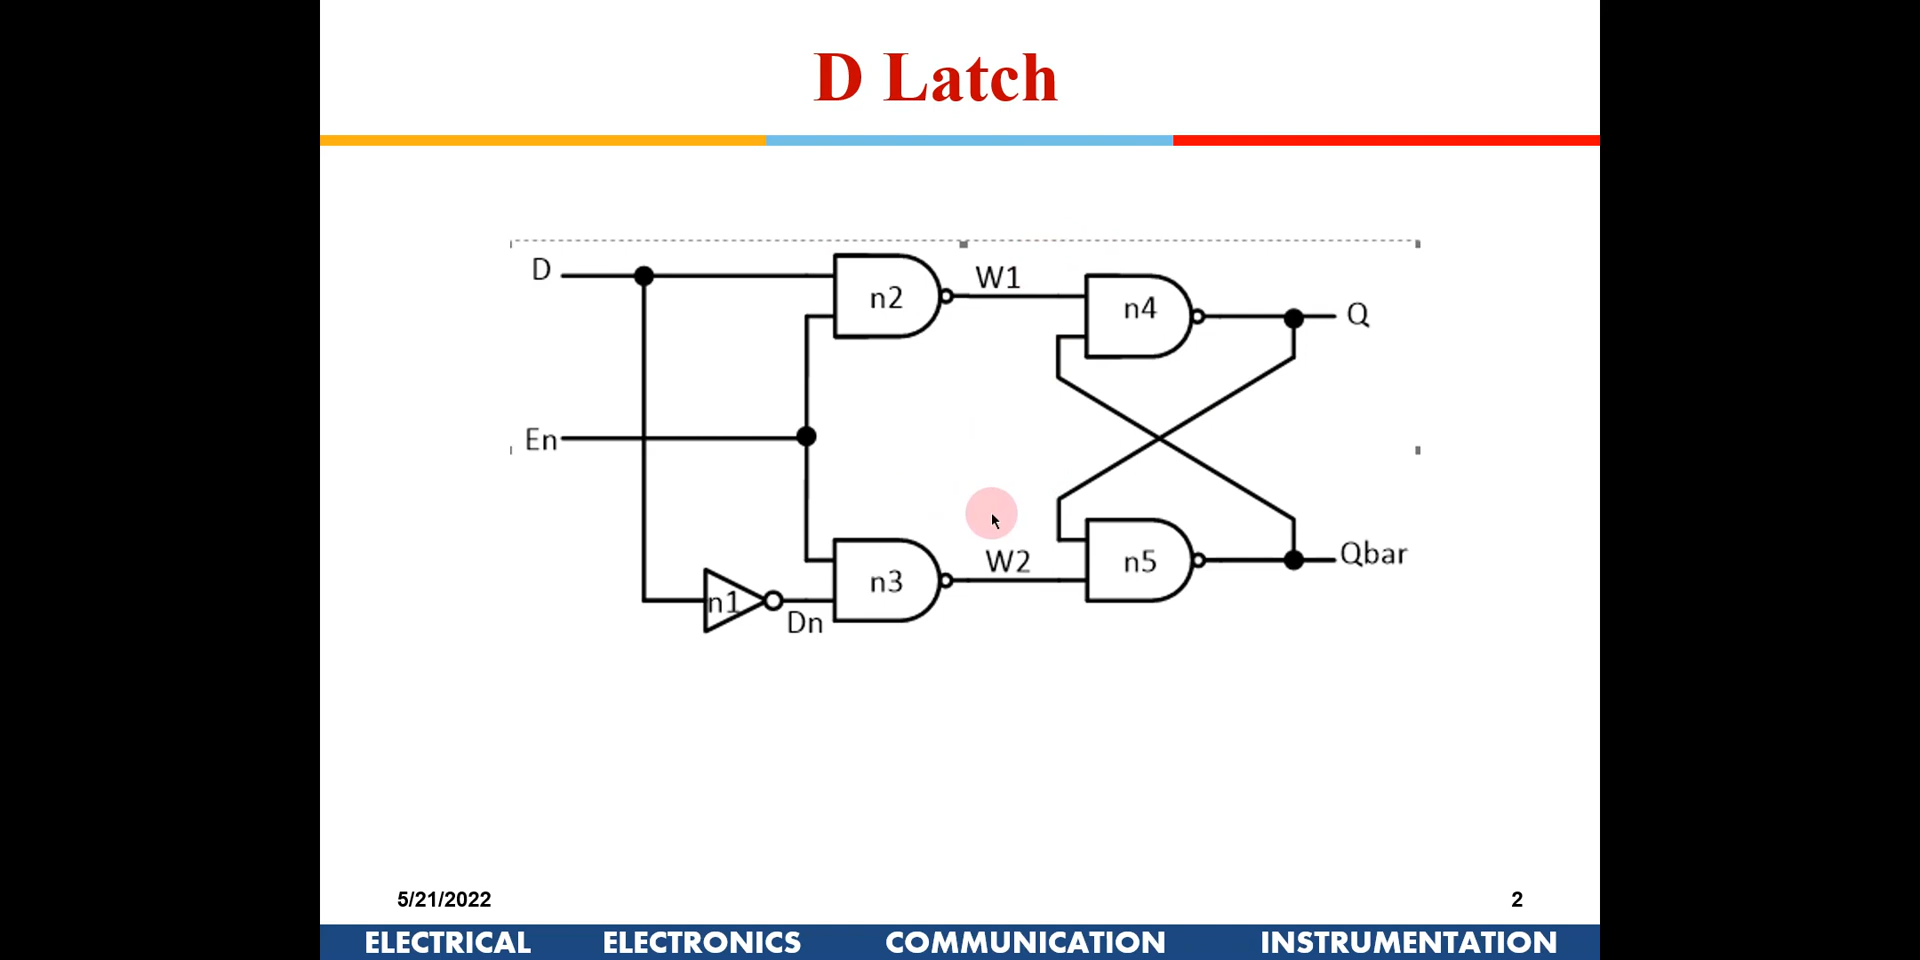 D Latch
D
n2
W1
n4
Q
En
n1
Dn
n3
W2
n5
Qbar
5/21/2022
2
ELECTRICAL ELECTRONICS COMMUNICATION INSTRUMENTATION